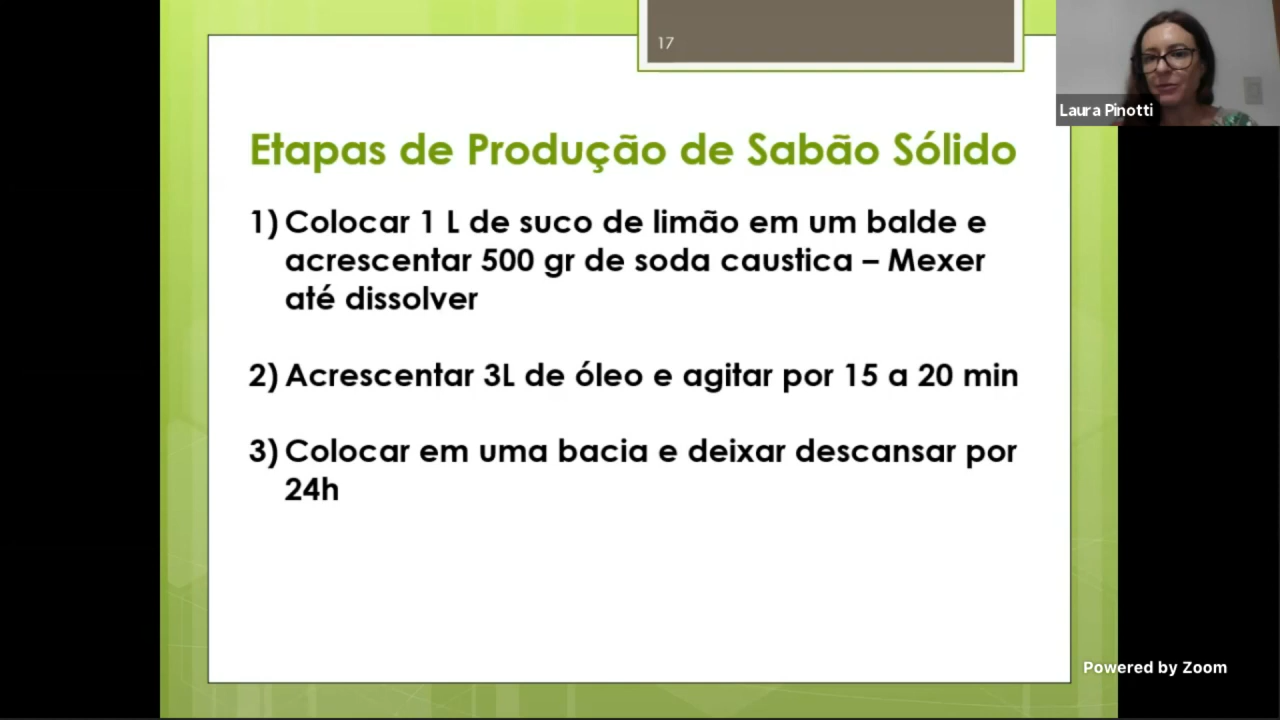 17
Laura Pinotti
Etapas de Produção de Sabão Sólido
1) Colocar 1 L de suco de limão em um balde e
acrescentar 500 gr de soda caustica – Mexer
até dissolver
2) Acrescentar 3L de óleo e agitar por 15 a 20 min
3) Colocar em uma bacia e deixar descansar por
24h
Powered by Zoom